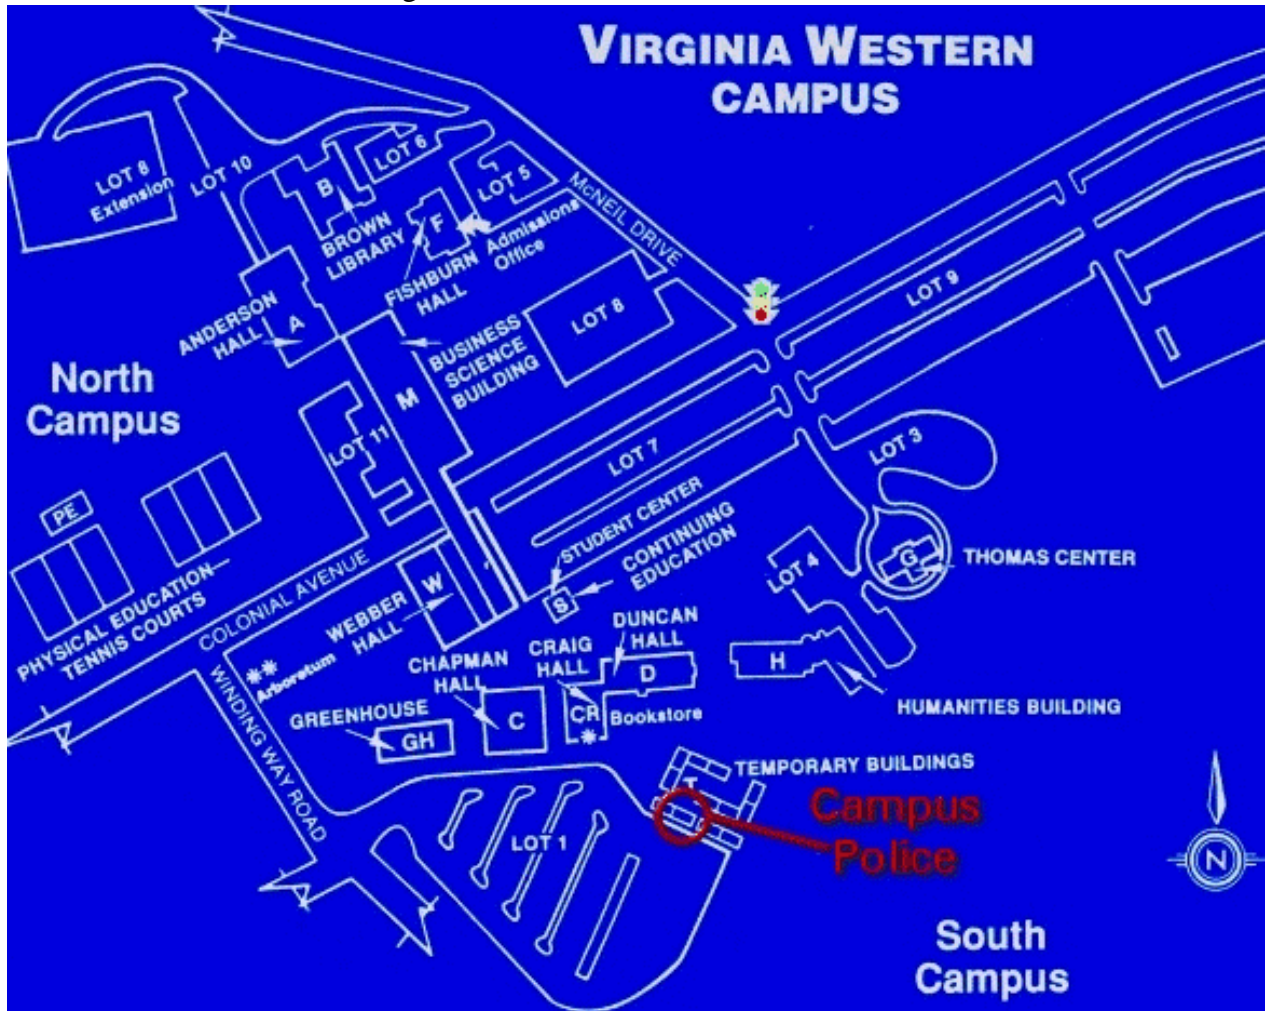 VIRGINIA WESTERN
CAMPUS
LOT 8
Extension
LOT 10
B
LOT 6
LOT 5
MCNEIL DRIVE
BROWN
LIBRARY
F
FISHBURN
HALL
Admissions
Office
ANDERSON
HALL
A
LOT 8
LOT 9
BUSINESS
SCIENCE
BUILDING
M
North
Campus
LOT 11
LOT 7
LOT 3
PE
PHYSICAL EDUCATION
TENNIS COURTS
COLONIAL AVENUE
STUDENT CENTER
CONTINUING
EDUCATION
S
LOT 4
G
THOMAS CENTER
WEBBER
HALL
W
** Arboretum
WINDING WAY ROAD
CHAPMAN
HALL
C
CRAIG
HALL
CR
*
DUNCAN
HALL
D
Bookstore
H
HUMANITIES BUILDING
GREENHOUSE
GH
TEMPORARY BUILDINGS
T
Campus
Police
LOT 1
N
South
Campus